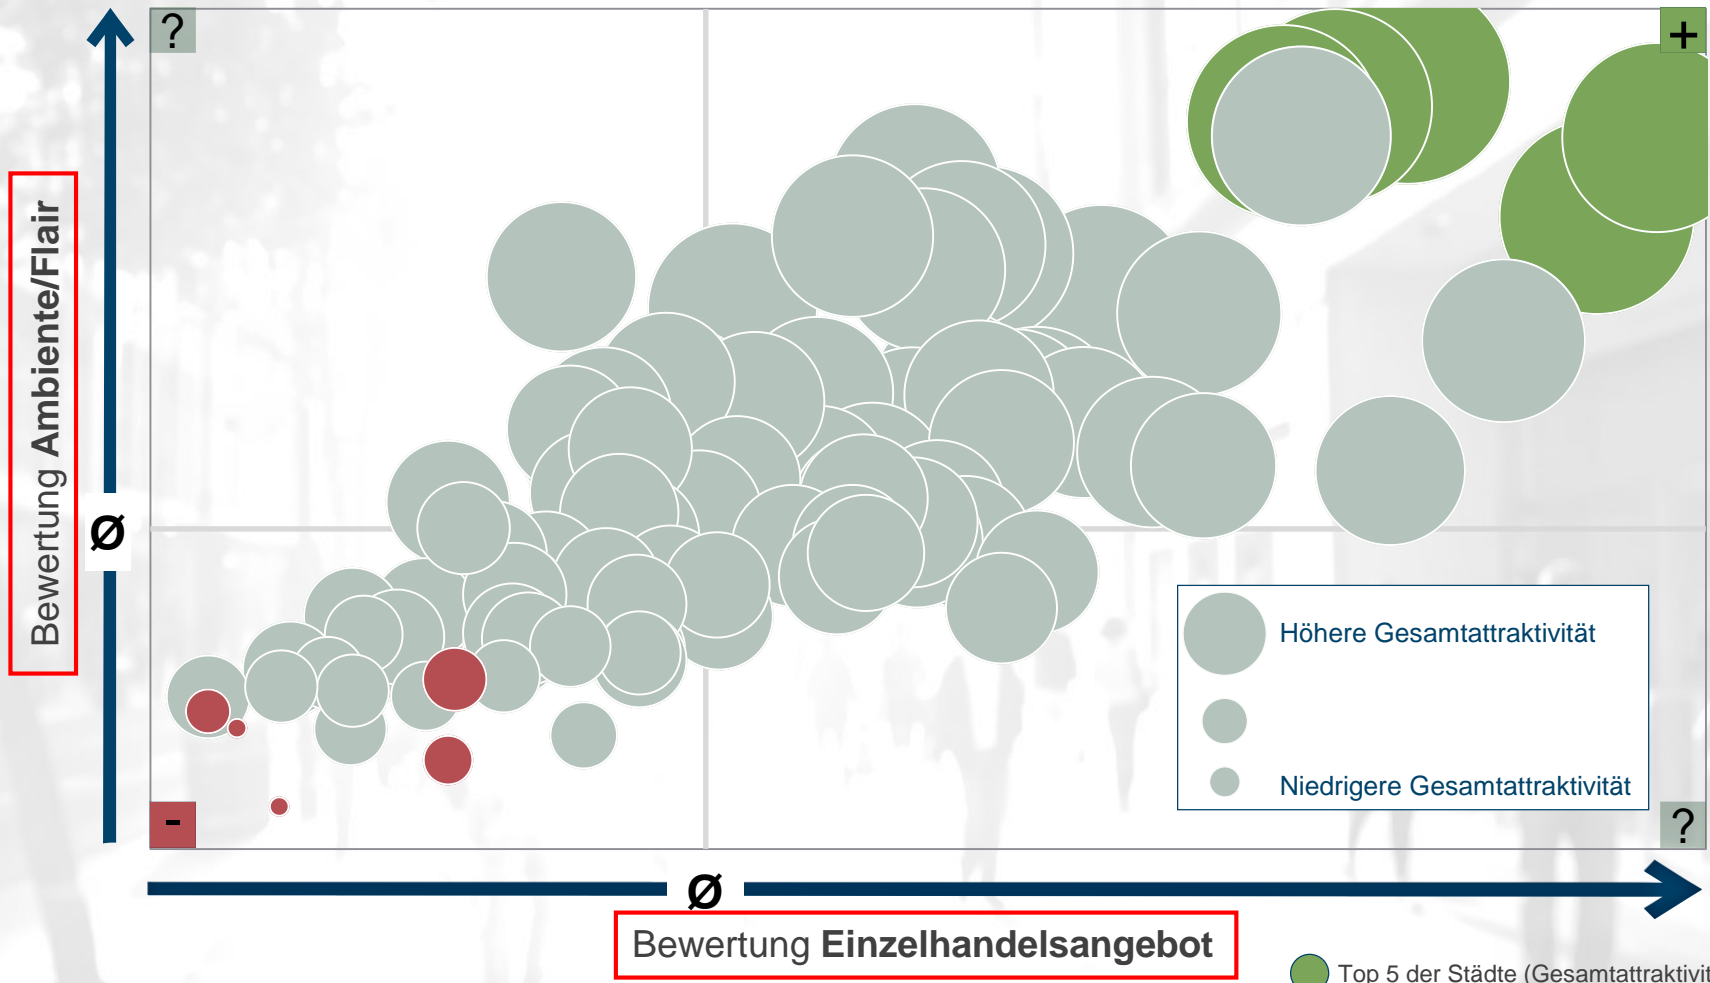 ?
+
Bewertung Ambiente/Flair
Ø
Höhere Gesamtattraktivität
Niedrigere Gesamtattraktivität
-
?
Ø
Bewertung Einzelhandelsangebot
Top 5 der Städte (Gesamtattraktivit